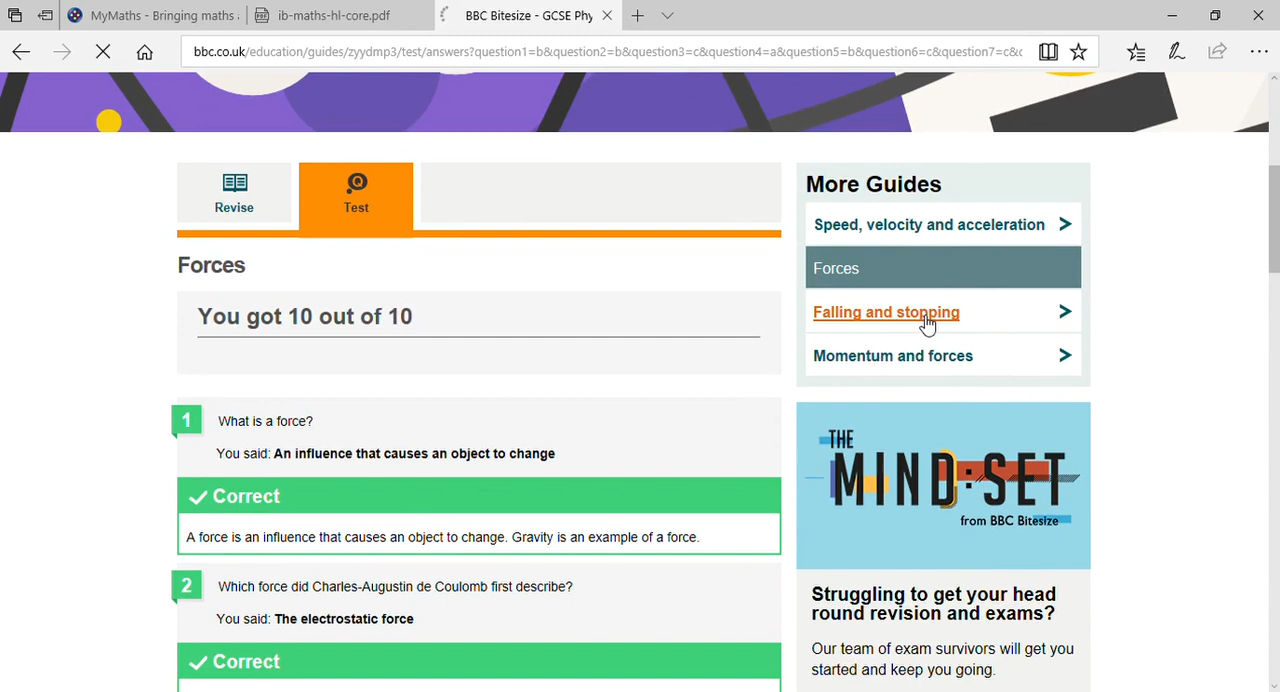 MyMaths - Bringing maths
ib-maths-hl-core.pdf
BBC Bitesize - GCSE Phy
bbc.co.uk/education/guides/zyydmp3/test/answers?question1=b&question2=b&question3=c&question4=a&question5=b&question6=c&question7=c&c
Revise
Test
Forces
You got 10 out of 10
1
What is a force?
You said: An influence that causes an object to change
Correct
A force is an influence that causes an object to change. Gravity is an example of a force.
2
Which force did Charles-Augustin de Coulomb first describe?
You said: The electrostatic force
Correct
More Guides
Speed, velocity and acceleration
Forces
Falling and stopping
Momentum and forces
THE
MIND:SET
from BBC Bitesize
Struggling to get your head
round revision and exams?
Our team of exam survivors will get you
started and keep you going.